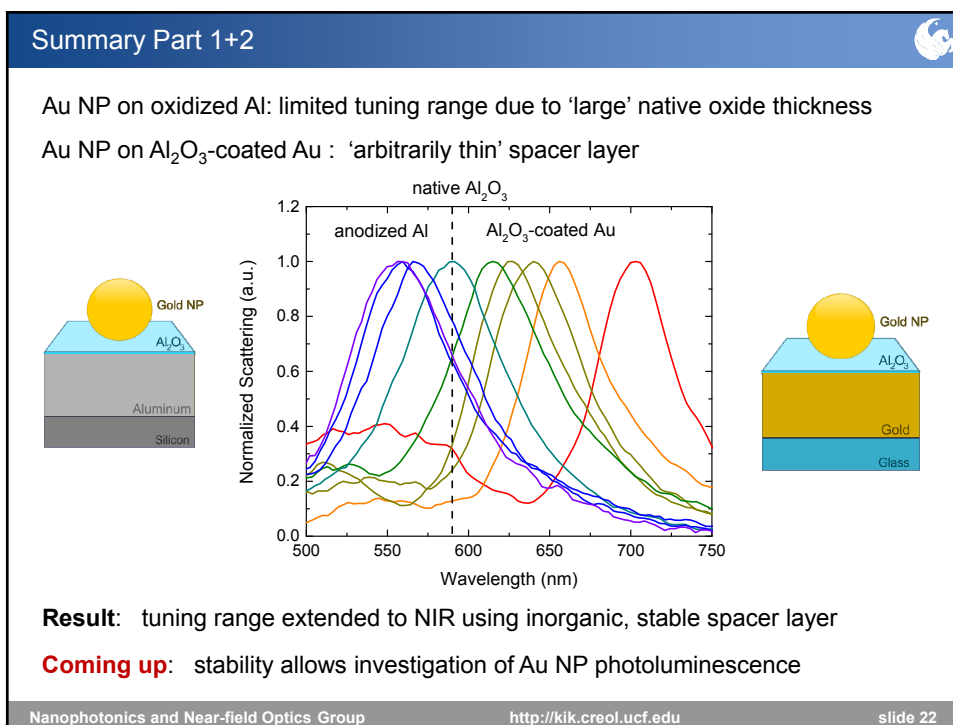 Summary Part 1+2
Au NP on oxidized Al: limited tuning range due to ‘large’ native oxide thickness
Au NP on Al₂O₃-coated Au : ‘arbitrarily thin’ spacer layer
native Al₂O₃
anodized Al
Al₂O₃-coated Au
1.2
1.0
0.8
0.6
0.4
0.2
0.0
Normalized Scattering (a.u.)
500 550 600 650 700 750
Wavelength (nm)
Gold NP
Al₂O₃
Aluminum
Silicon
Gold NP
Al₂O₃
Gold
Glass
Result: tuning range extended to NIR using inorganic, stable spacer layer
Coming up: stability allows investigation of Au NP photoluminescence
Nanophotonics and Near-field Optics Group http://kik.creol.ucf.edu slide 22